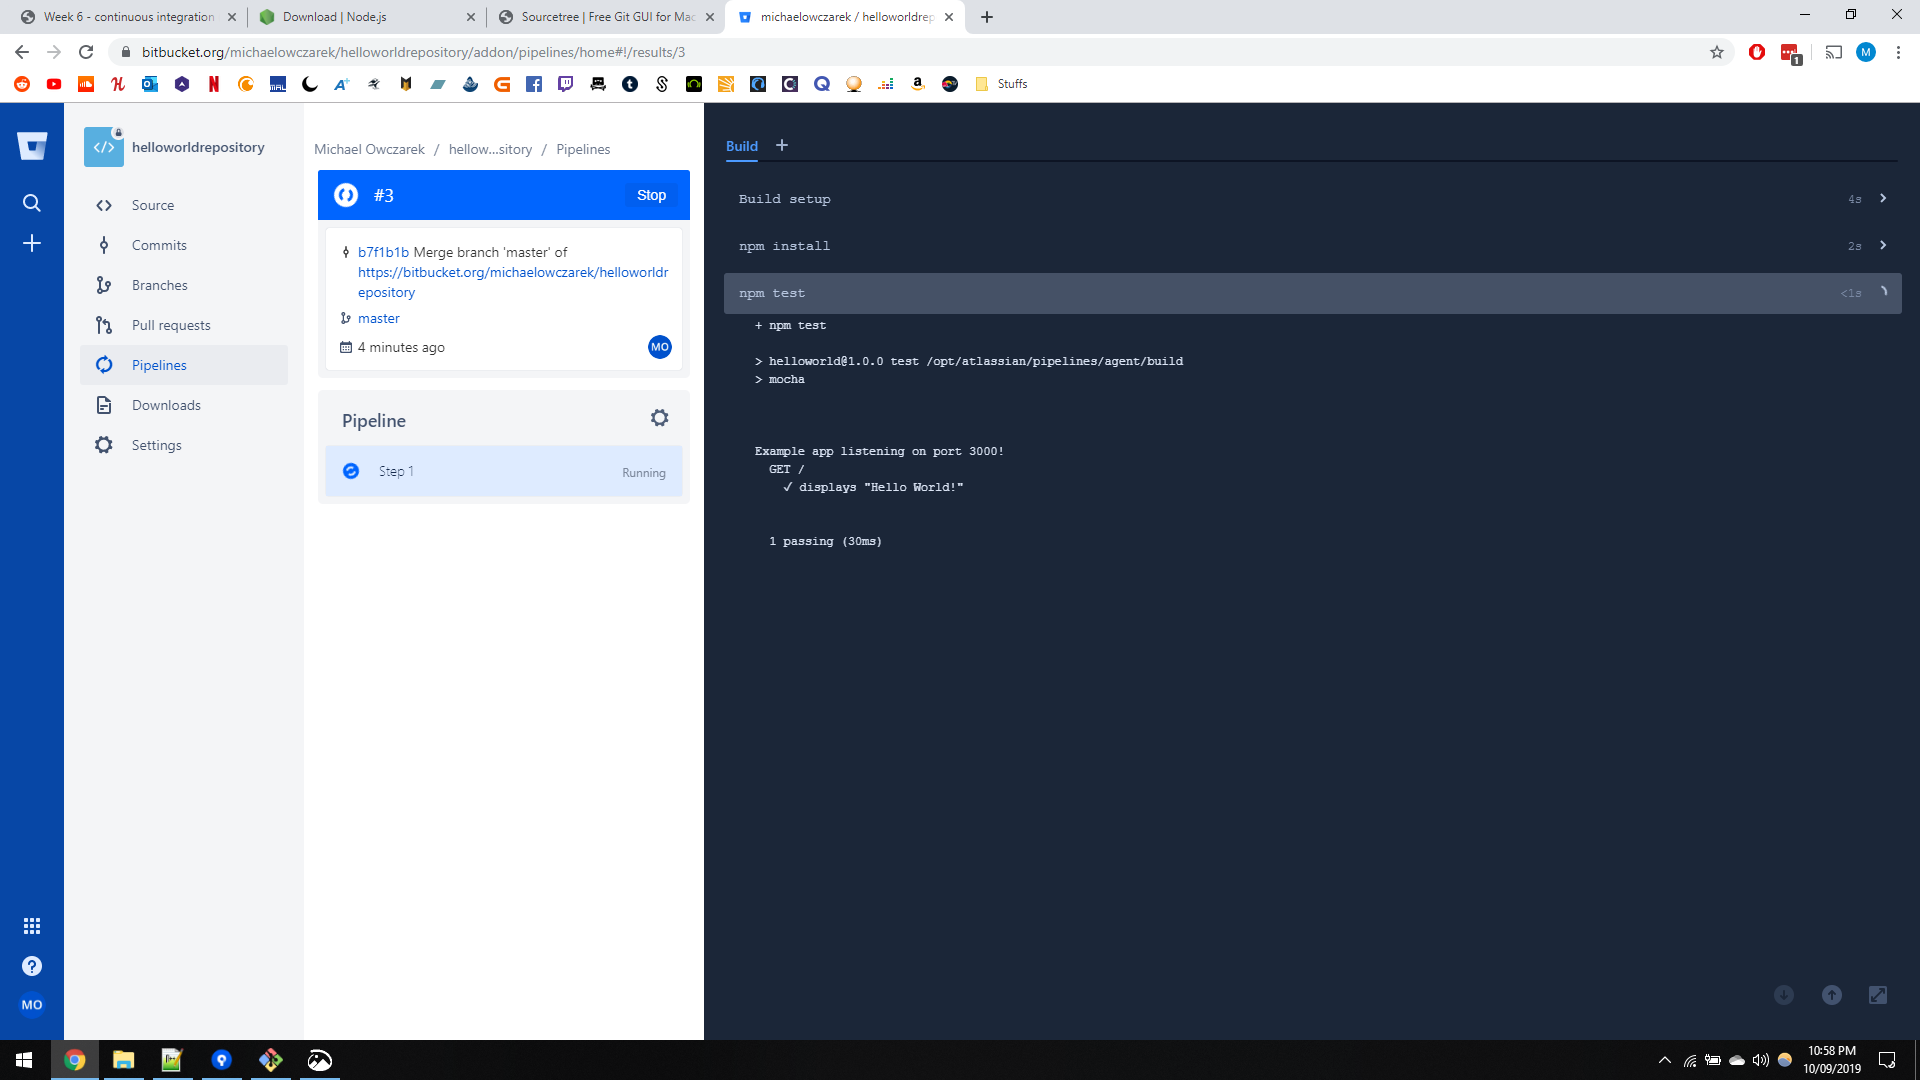 Week 6 - continuous integration
Download | Node.js
Sourcetree | Free Git GUI for Mac
michaelowczarek / helloworldrep
bitbucket.org/michaelowczarek/helloworldrepository/addon/pipelines/home#!/results/3
1
M
MAL
Stuffs
helloworldrepository
Source
Commits
Branches
Pull requests
Pipelines
Downloads
Settings
MO
Michael Owczarek / hellow...sitory / Pipelines
#3
Stop
b7f1b1b Merge branch 'master' of
https://bitbucket.org/michaelowczarek/helloworldr
epository
master
4 minutes ago
MO
Pipeline
Step 1
Running
Build
Build setup
4s
npm install
2s
npm test
<1s
+ npm test
> helloworld@1.0.0 test /opt/atlassian/pipelines/agent/build
> mocha
Example app listening on port 3000!
GET /
✓ displays "Hello World!"
1 passing (30ms)
10:58 PM
10/09/2019